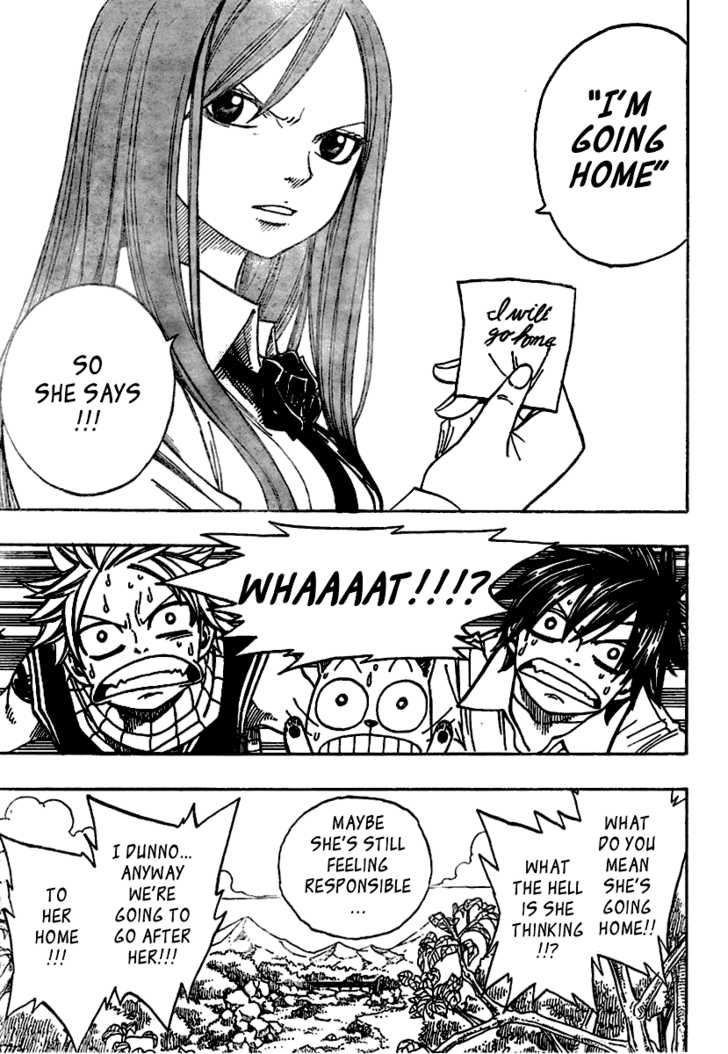 "I'M
GOING
HOME"
I will
go home
SO
SHE SAYS
!!!
WHAAAAT!!!!?
WHAT
DO YOU
MEAN
SHE'S
GOING
HOME!!
WHAT
THE HELL
IS SHE
THINKING
!!?
MAYBE
SHE'S STILL
FEELING
RESPONSIBLE
...
I DUNNO...
ANYWAY
WE'RE
GOING TO
GO AFTER
HER!!!
TO
HER
HOME
!!!